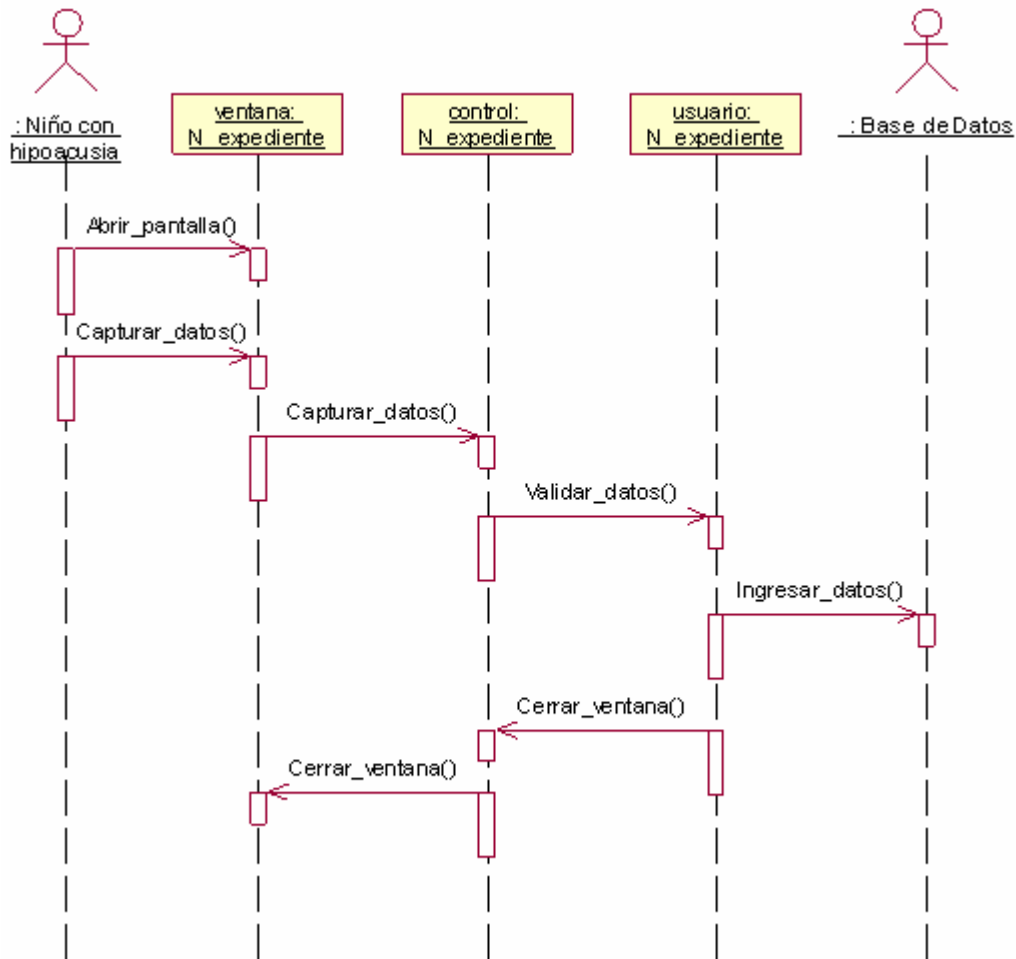 : Niño con
hipoacusia
ventana:
N_expediente
control:
N_expediente
usuario:
N_expediente
: Base de Datos
Abrir_pantalla()
Capturar_datos()
Capturar_datos()
Validar_datos()
Ingresar_datos()
Cerrar_ventana()
Cerrar_ventana()